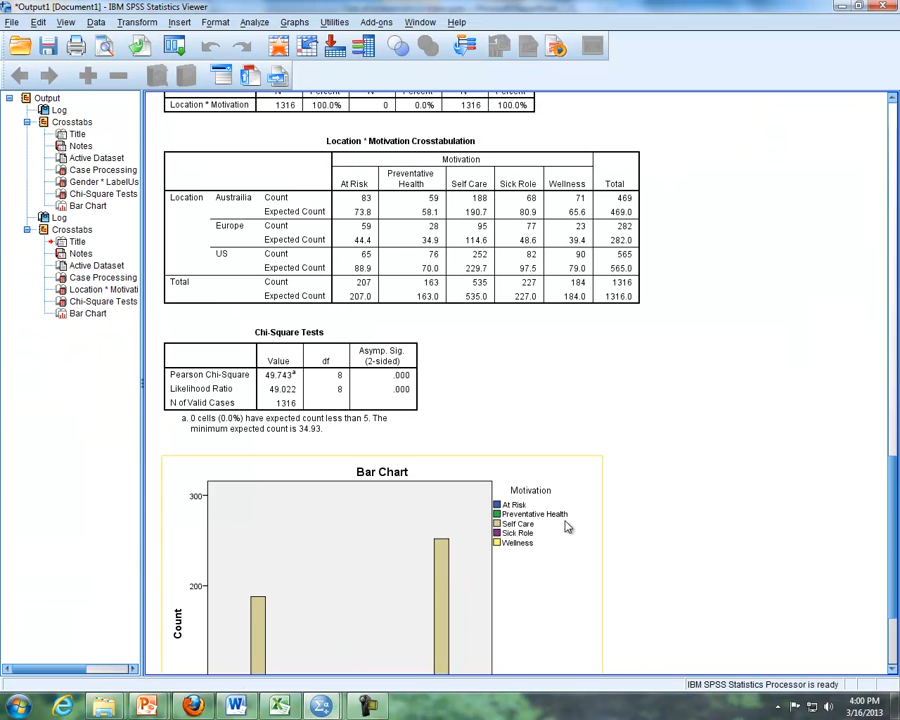 *Output1 [Document1] - IBM SPSS Statistics Viewer
File Edit View Data Transform Insert Format Analyze Graphs Utilities Add-ons Window Help
Output
Log
Crosstabs
Title
Notes
Active Dataset
Case Processing
Gender * LabelUs
Chi-Square Tests
Bar Chart
Log
Crosstabs
Title
Notes
Active Dataset
Case Processing
Location * Motivati
Chi-Square Tests
Bar Chart
N Percent N Percent N Percent
Location * Motivation 1316 100.0% 0 0.0% 1316 100.0%
Location * Motivation Crosstabulation
Motivation
At Risk Preventative Health Self Care Sick Role Wellness Total
Location Austrailia Count 83 59 188 68 71 469
Expected Count 73.8 58.1 190.7 80.9 65.6 469.0
Europe Count 59 28 95 77 23 282
Expected Count 44.4 34.9 114.6 48.6 39.4 282.0
US Count 65 76 252 82 90 565
Expected Count 88.9 70.0 229.7 97.5 79.0 565.0
Total Count 207 163 535 227 184 1316
Expected Count 207.0 163.0 535.0 227.0 184.0 1316.0
Chi-Square Tests
Value df Asymp. Sig. (2-sided)
Pearson Chi-Square 49.743a 8 .000
Likelihood Ratio 49.022 8 .000
N of Valid Cases 1316
a. 0 cells (0.0%) have expected count less than 5. The
minimum expected count is 34.93.
Bar Chart
300
200
Count
Motivation
At Risk
Preventative Health
Self Care
Sick Role
Wellness
IBM SPSS Statistics Processor is ready
4:00 PM
3/16/2013